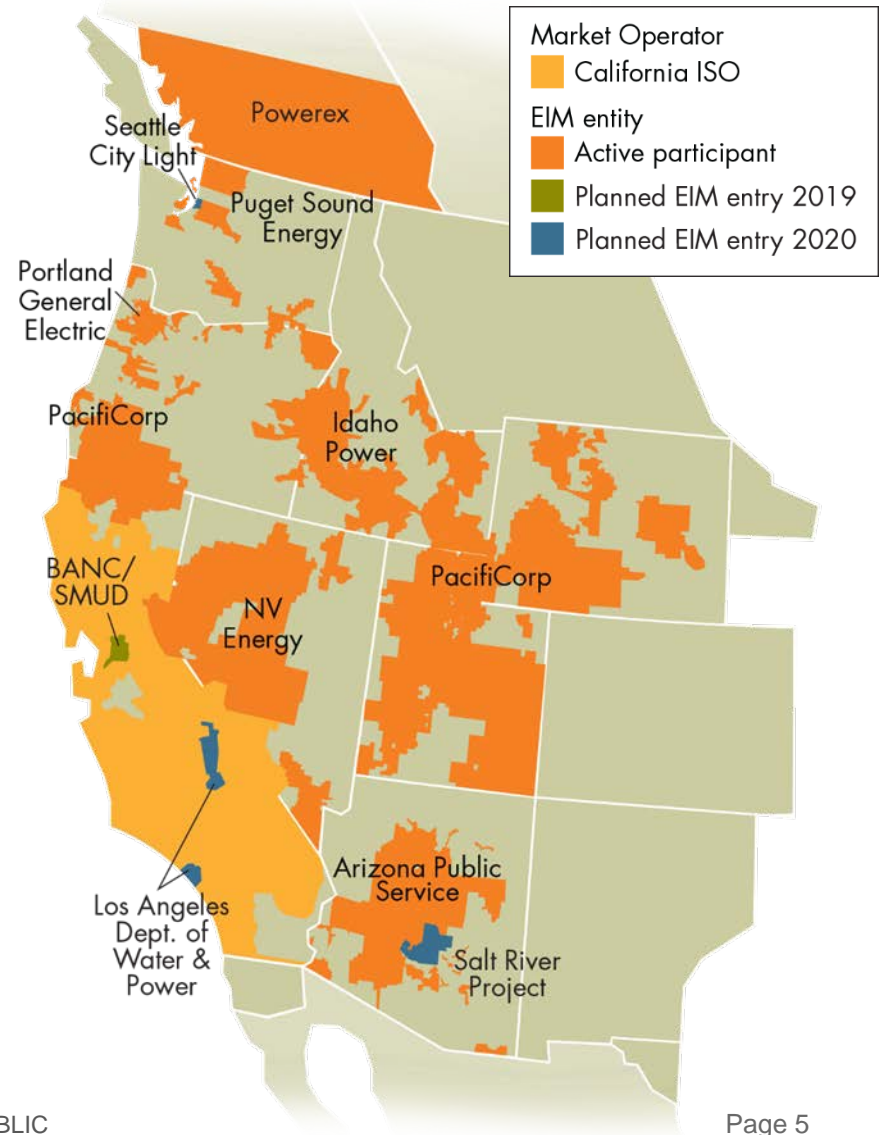 Market Operator
California ISO
EIM entity
Active participant
Planned EIM entry 2019
Planned EIM entry 2020
Powerex
Seattle
City Light
Puget Sound
Energy
Portland
General
Electric
PacifiCorp
Idaho
Power
BANC/
SMUD
NV
Energy
PacifiCorp
Arizona Public
Service
Los Angeles
Dept. of
Water &
Power
Salt River
Project
BLIC
Page 5